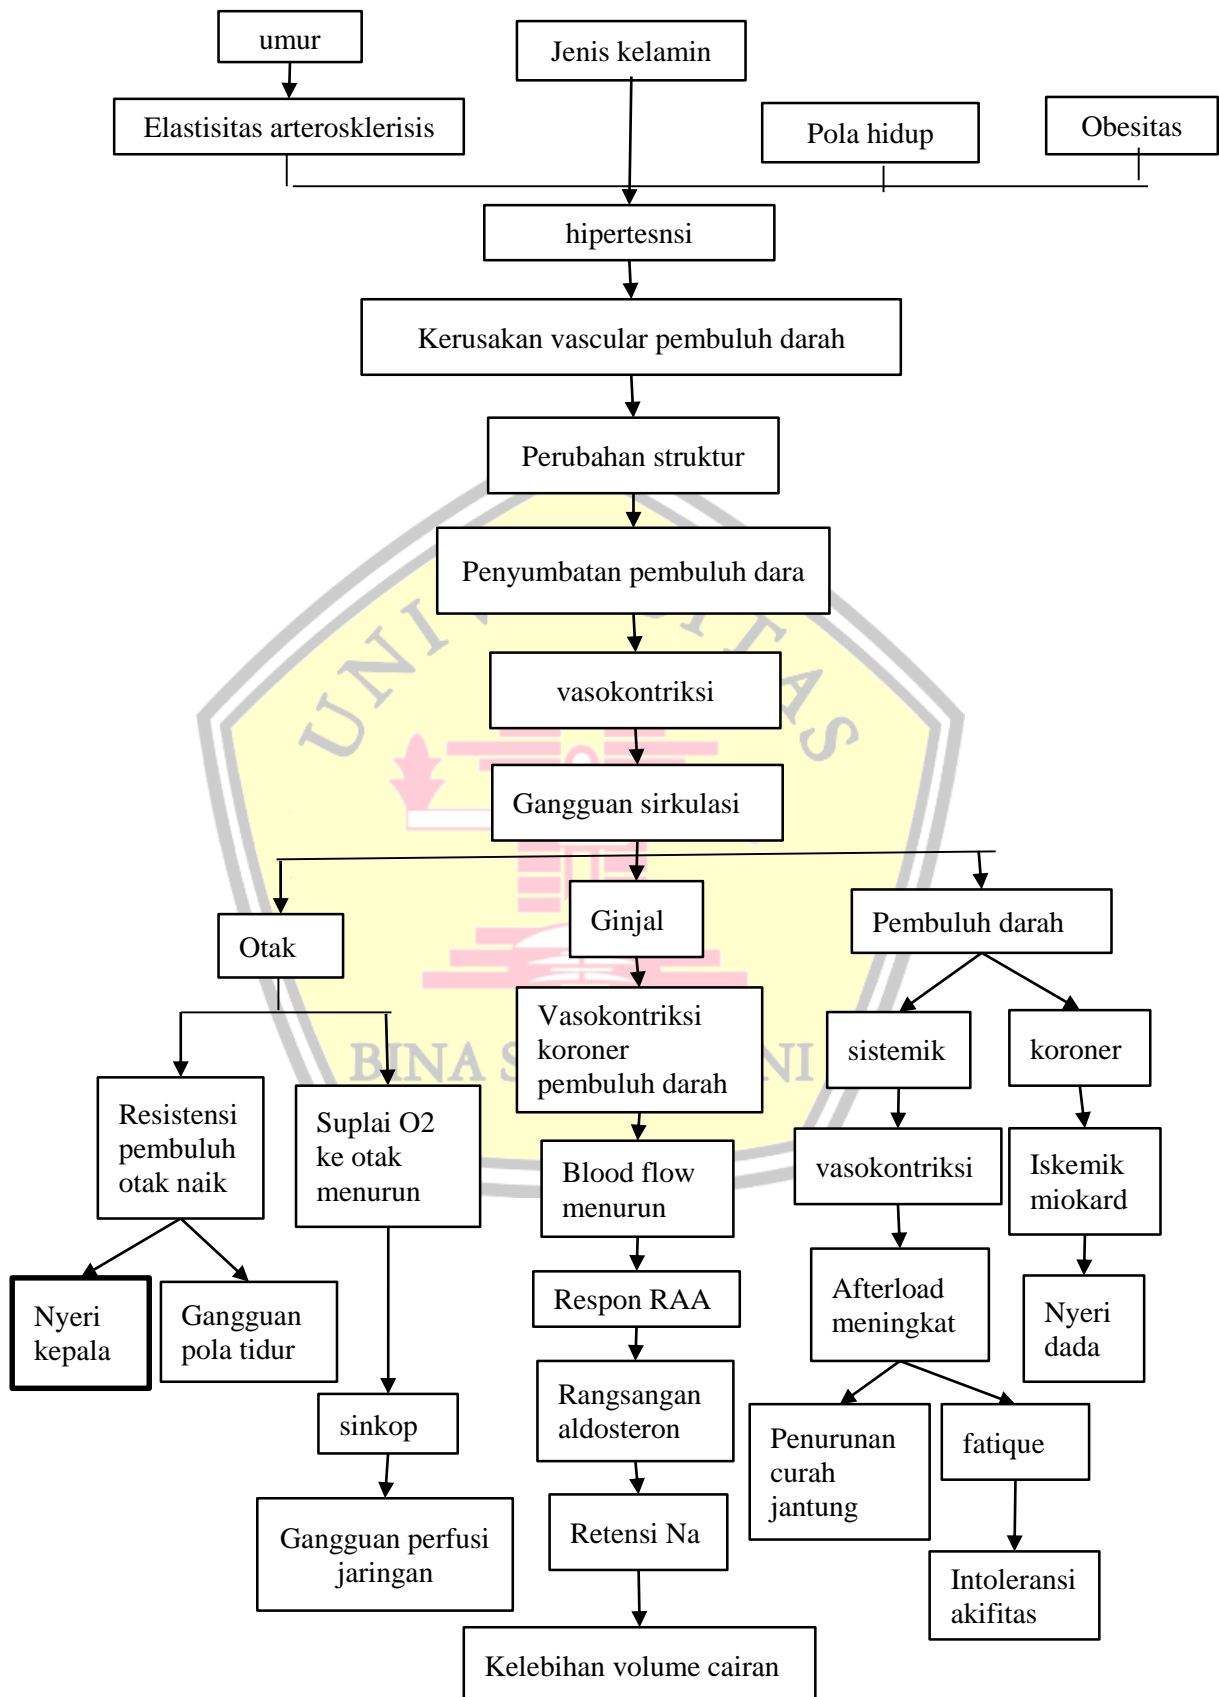 umur
Jenis kelamin
Elastisitas arterosklerisis
Pola hidup
Obesitas
hipertesnsi
Kerusakan vascular pembuluh darah
Perubahan struktur
Penyumbatan pembuluh dara
vasokontriksi
Gangguan sirkulasi
Otak
Ginjal
Pembuluh darah
Resistensi
pembuluh
otak naik
Suplai O2
ke otak
menurun
Vasokontriksi
koroner
pembuluh darah
sistemik
koroner
Blood flow
menurun
vasokontriksi
Iskemik
miokard
Nyeri
kepala
Gangguan
pola tidur
Respon RAA
Afterload
meningkat
Nyeri
dada
sinkop
Rangsangan
aldosteron
Penurunan
curah
jantung
fatique
Gangguan perfusi
jaringan
Retensi Na
Intoleransi
akifitas
Kelebihan volume cairan
BINA S
NI